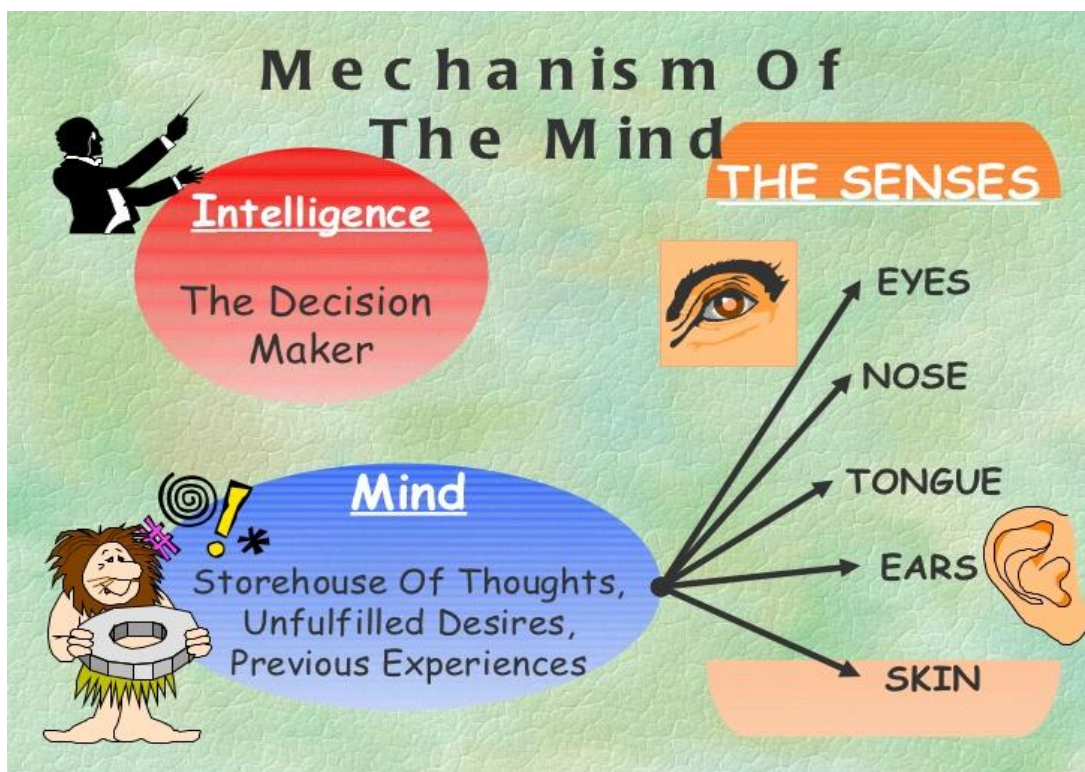 Mechanism Of
The Mind
Intelligence
The Decision
Maker
Mind
Storehouse Of Thoughts,
Unfulfilled Desires,
Previous Experiences
THE SENSES
EYES
NOSE
TONGUE
EARS
SKIN